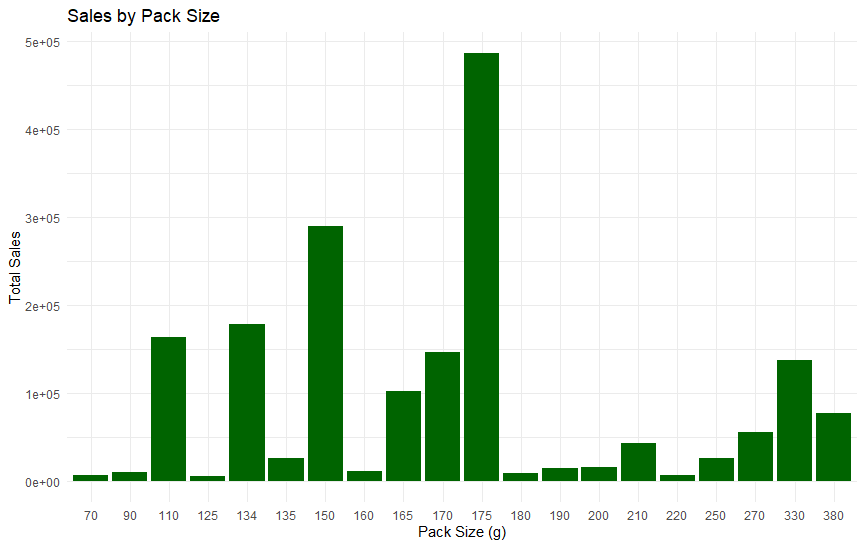 Sales by Pack Size
5e+05
4e+05
3e+05
2e+05
1e+05
0e+00
Total Sales
70 90 110 125 134 135 150 160 165 170 175 180 190 200 210 220 250 270 330 380
Pack Size (g)